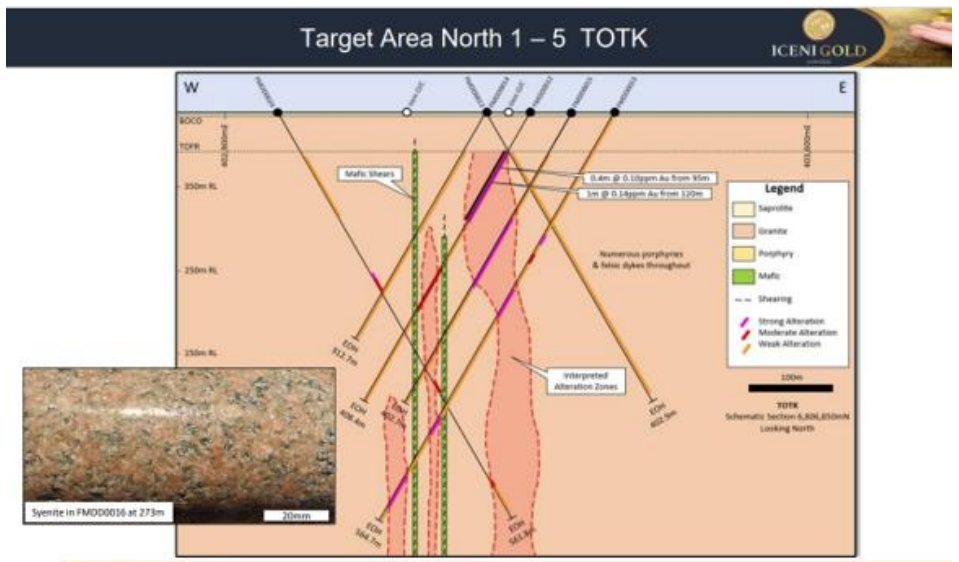 Target Area North 1 – 5 TOTK
ICENI GOLD
W
E
BOCO
TOFR
350m RL
250m RL
150m RL
Mafic Shears
0.4m @ 0.10ppm Au from 95m
1m @ 0.14ppm Au from 120m
Numerous porphyries
& felsic dykes throughout
Interpreted
Alteration Zones
EOH
312.7m
EOH
408.4m
EOH
EOH
402.9m
EOH
564.7m
EOH
Legend
Saprolite
Granite
Porphyry
Mafic
Shearing
Strong Alteration
Moderate Alteration
Weak Alteration
100m
TOTK
Schematic Section 6,806,850mN
Looking North
Syenite in FMDD0016 at 273m
20mm